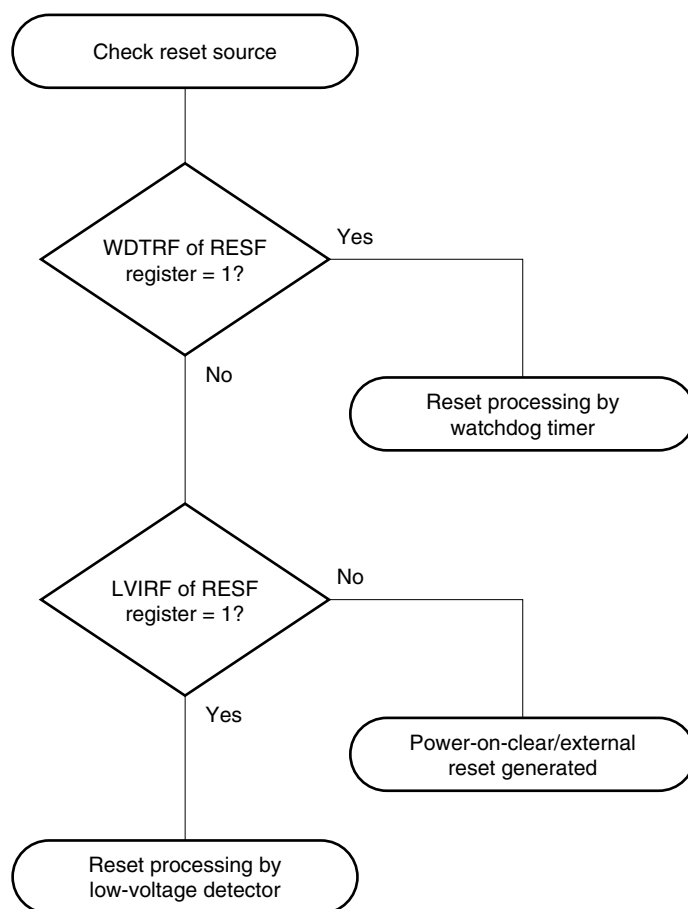 Check reset source
WDTRF of RESF
register = 1?
Yes
No
Reset processing by
watchdog timer
LVIRF of RESF
register = 1?
No
Yes
Power-on-clear/external
reset generated
Reset processing by
low-voltage detector